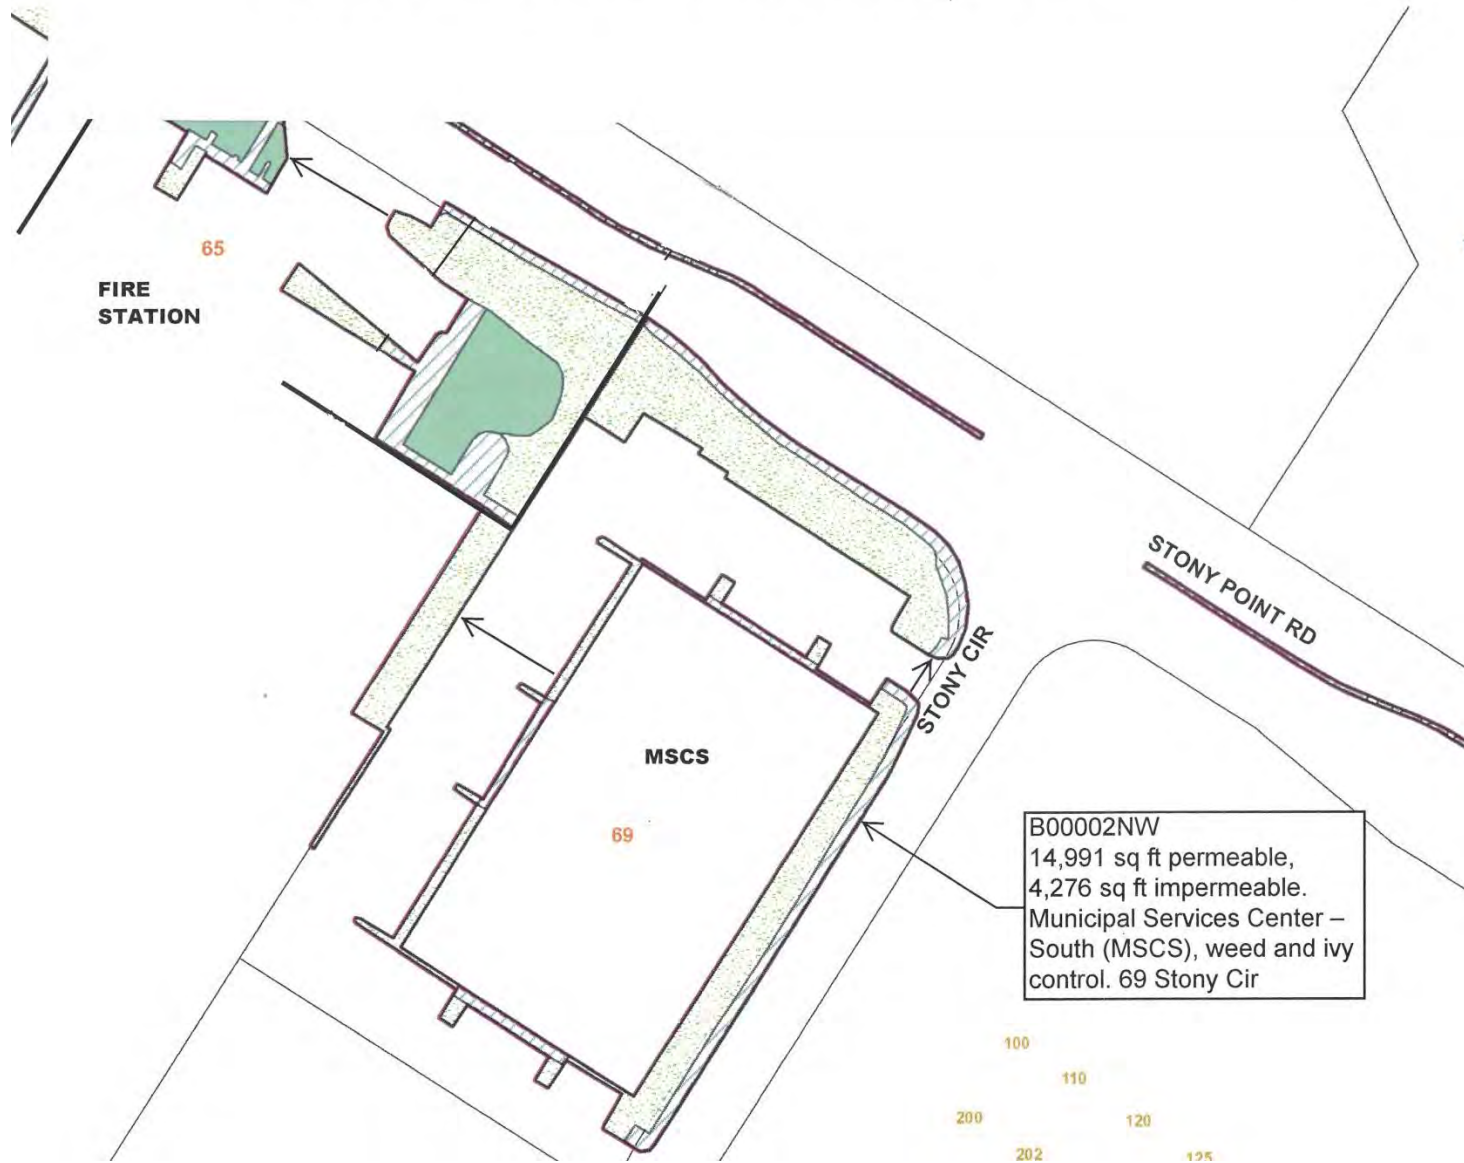 65
FIRE
STATION
STONY POINT RD
STONY CIR
MSCS
69
B00002NW
14,991 sq ft permeable,
4,276 sq ft impermeable.
Municipal Services Center –
South (MSCS), weed and ivy
control. 69 Stony Cir
100
110
200
120
202
125